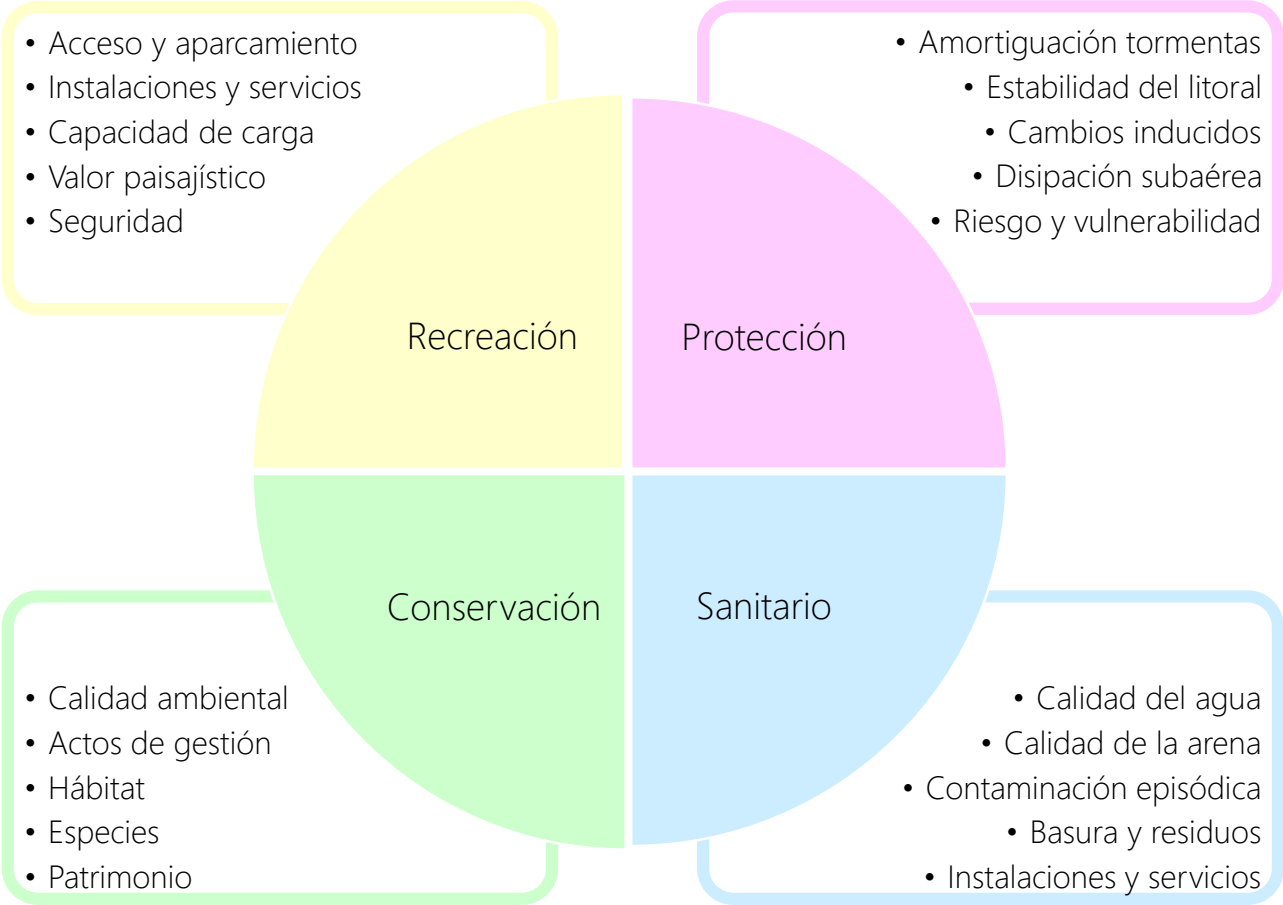 • Acceso y aparcamiento
• Instalaciones y servicios
• Capacidad de carga
• Valor paisajístico
• Seguridad
• Amortiguación tormentas
• Estabilidad del litoral
• Cambios inducidos
• Disipación subaérea
• Riesgo y vulnerabilidad
Recreación
Protección
Conservación
Sanitario
• Calidad ambiental
• Actos de gestión
• Hábitat
• Especies
• Patrimonio
• Calidad del agua
• Calidad de la arena
• Contaminación episódica
• Basura y residuos
• Instalaciones y servicios